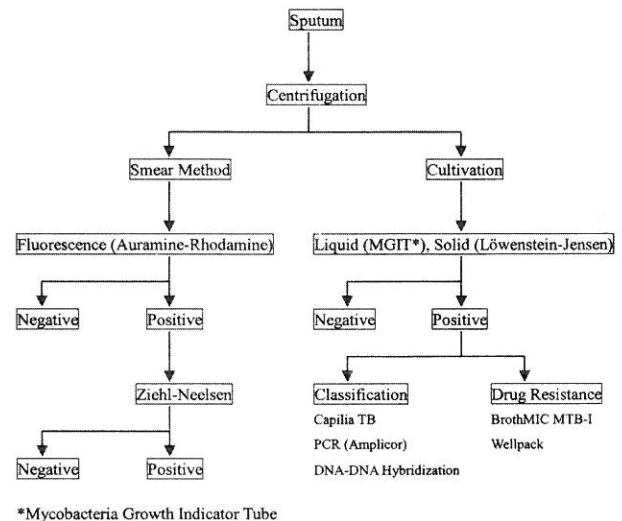 Sputum
Centrifugation
Smear Method
Cultivation
Fluorescence (Auramine-Rhodamine)
Liquid (MGIT*), Solid (Löwenstein-Jensen)
Negative
Positive
Negative
Positive
Ziehl-Neelsen
Classification
Drug Resistance
Capilia TB
BrothMIC MTB-I
PCR (Amplicor)
Wellpack
DNA-DNA Hybridization
Negative
Positive
*Mycobacteria Growth Indicator Tube